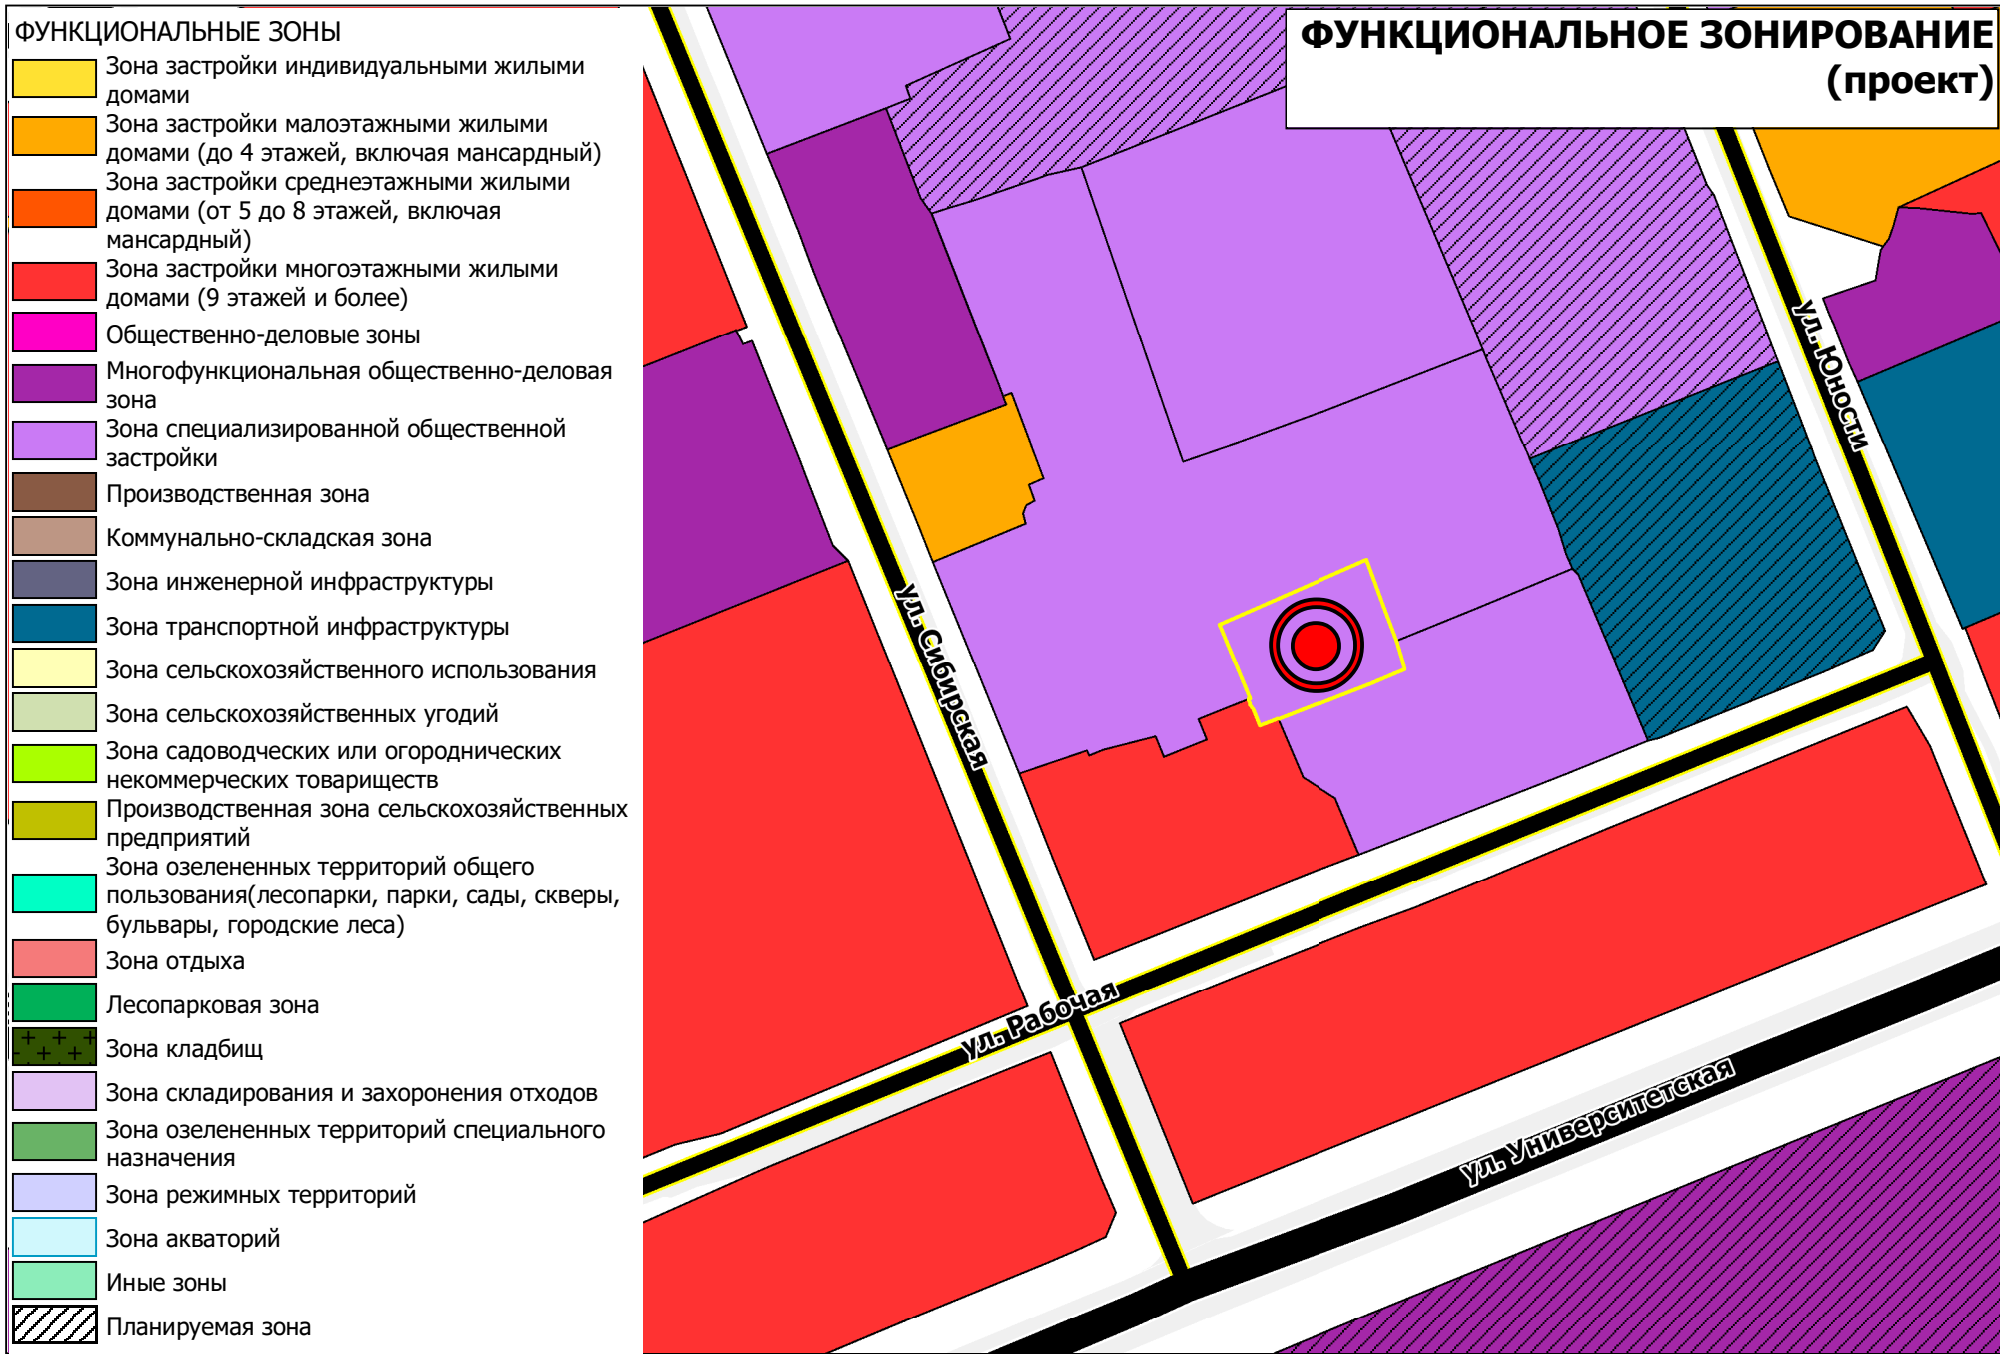 ФУНКЦИОНАЛЬНЫЕ ЗОНЫ
Зона застройки индивидуальными жилыми
домами
Зона застройки малоэтажными жилыми
домами (до 4 этажей, включая мансардный)
Зона застройки среднеэтажными жилыми
домами (от 5 до 8 этажей, включая
мансардный)
Зона застройки многоэтажными жилыми
домами (9 этажей и более)
Общественно-деловые зоны
Многофункциональная общественно-деловая
зона
Зона специализированной общественной
застройки
Производственная зона
Коммунально-складская зона
Зона инженерной инфраструктуры
Зона транспортной инфраструктуры
Зона сельскохозяйственного использования
Зона сельскохозяйственных угодий
Зона садоводческих или огороднических
некоммерческих товариществ
Производственная зона сельскохозяйственных
предприятий
Зона озелененных территорий общего
пользования(лесопарки, парки, сады, скверы,
бульвары, городские леса)
Зона отдыха
Лесопарковая зона
Зона кладбищ
Зона складирования и захоронения отходов
Зона озелененных территорий специального
назначения
Зона режимных территорий
Зона акваторий
Иные зоны
Планируемая зона
ФУНКЦИОНАЛЬНОЕ ЗОНИРОВАНИЕ
(проект)
ул. Юности
ул. Сибирская
ул. Рабочая
ул. Университетская